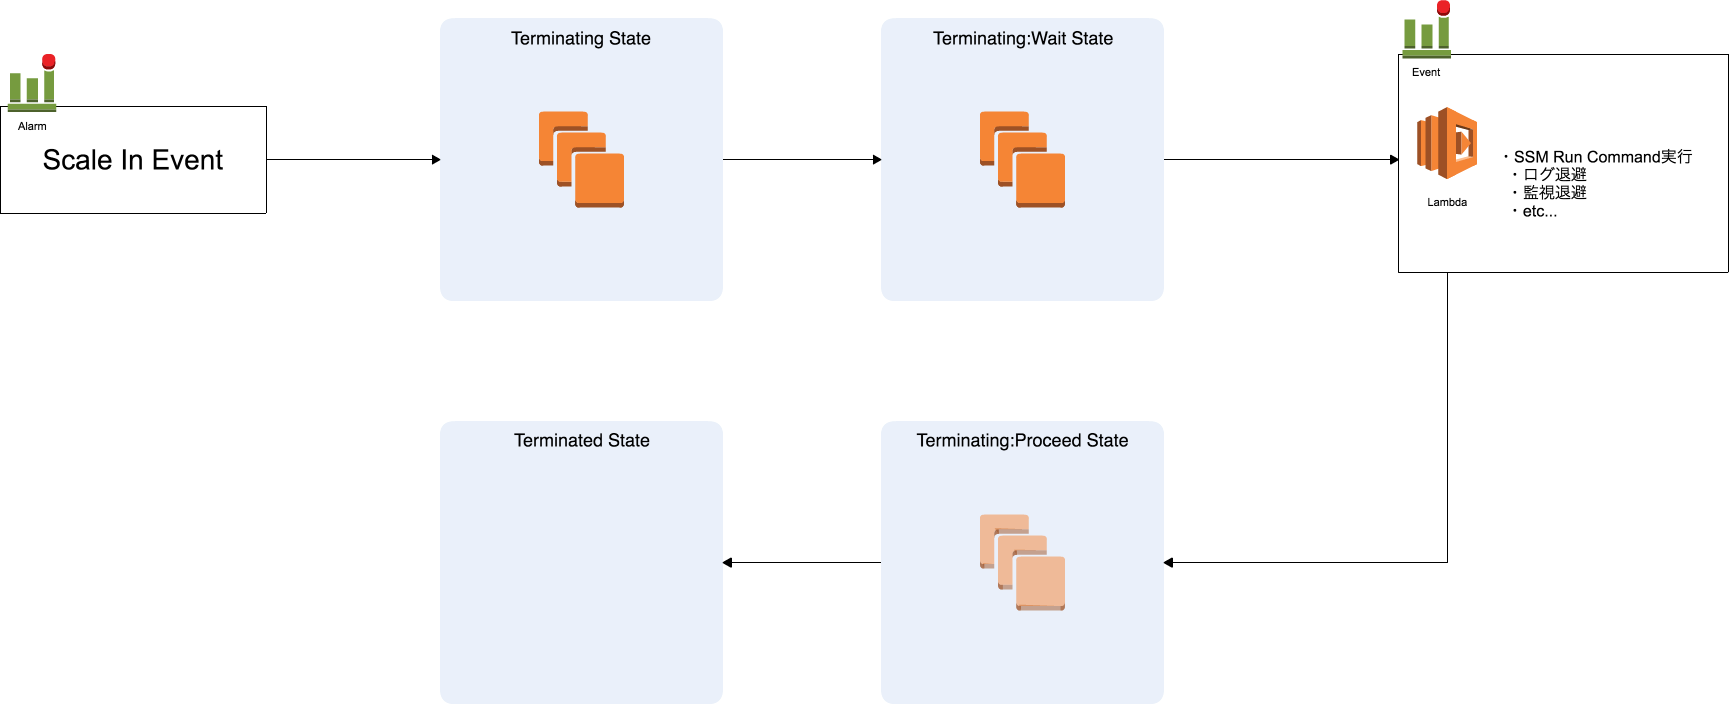 Alarm
Scale In Event
Terminating State
Terminating:Wait State
Event
Lambda
・SSM Run Command実行
・ログ退避
・監視退避
・etc...
Terminated State
Terminating:Proceed State